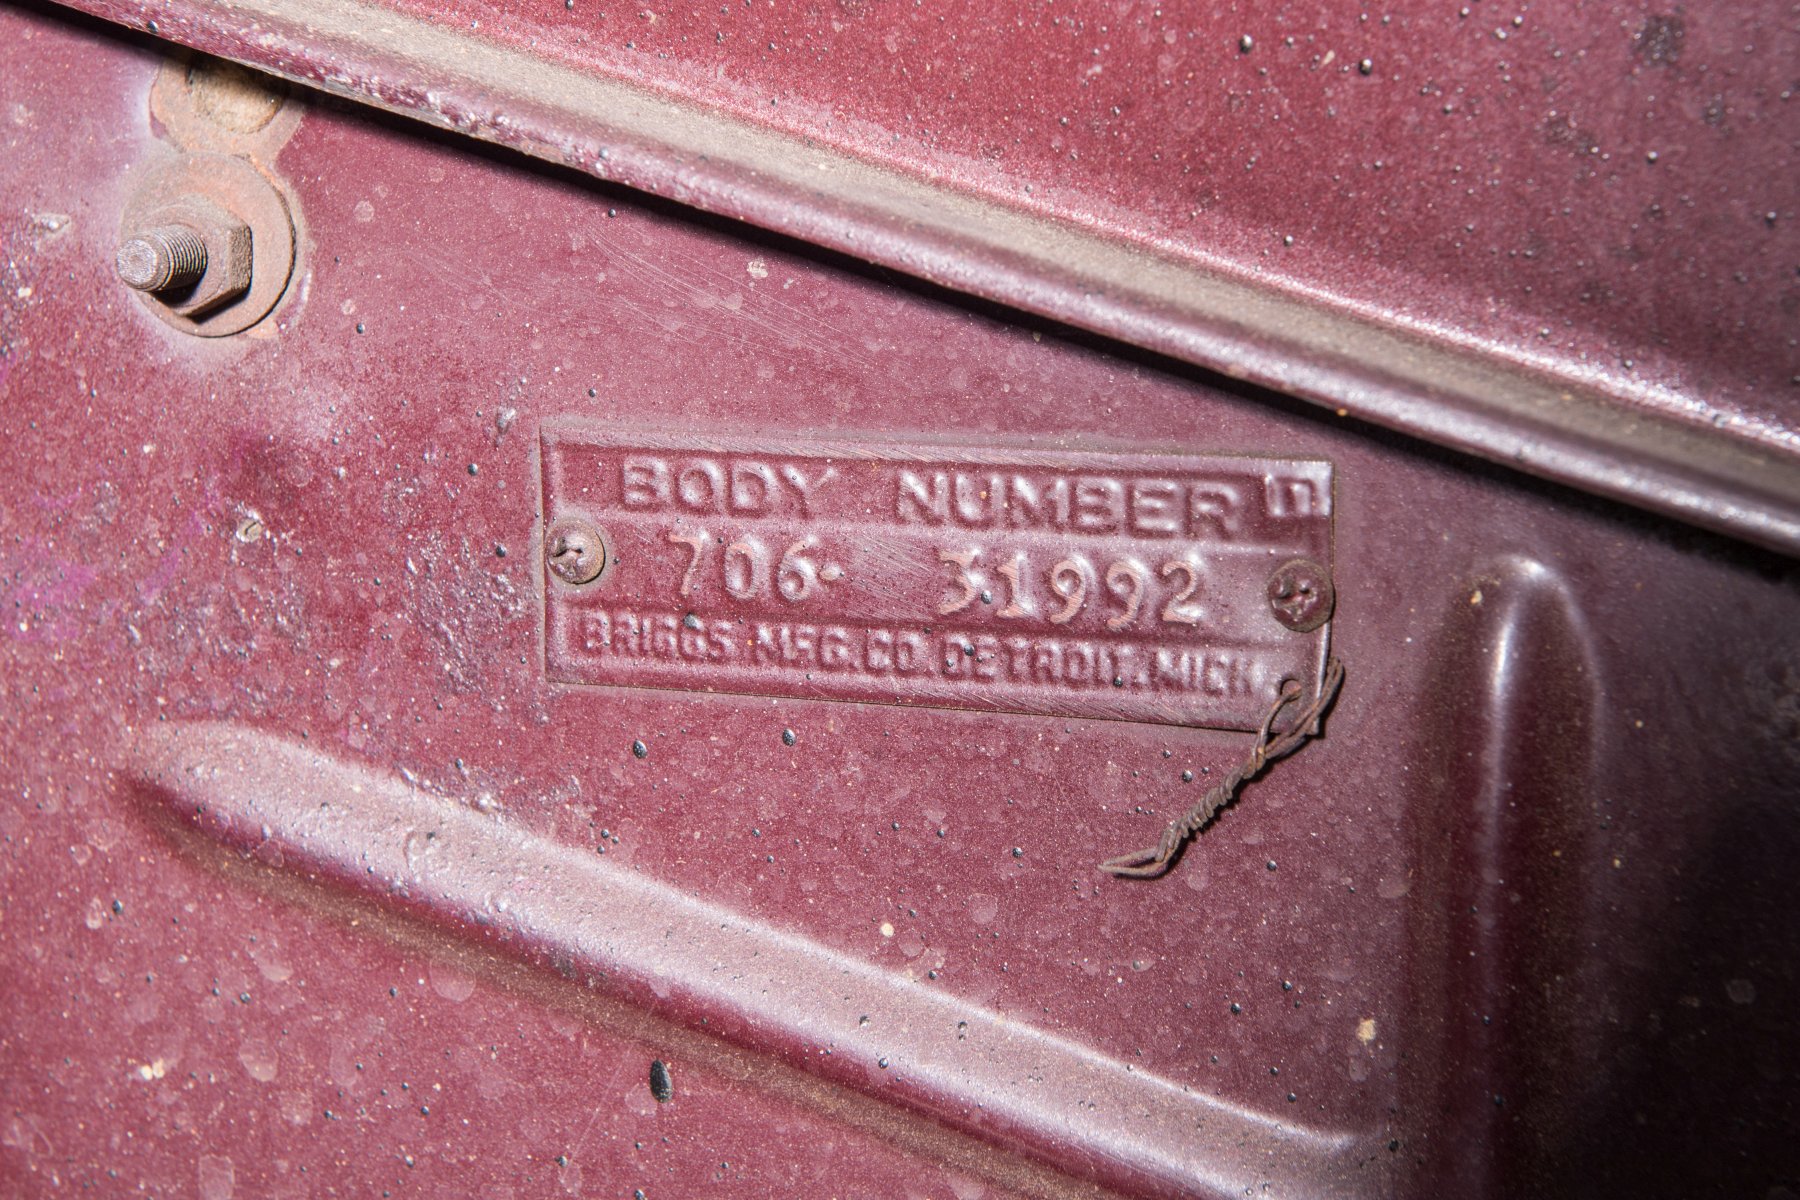 BODY NUMBER
706- 31992
BRIGGS MFG. CO. DETROIT. MICH.